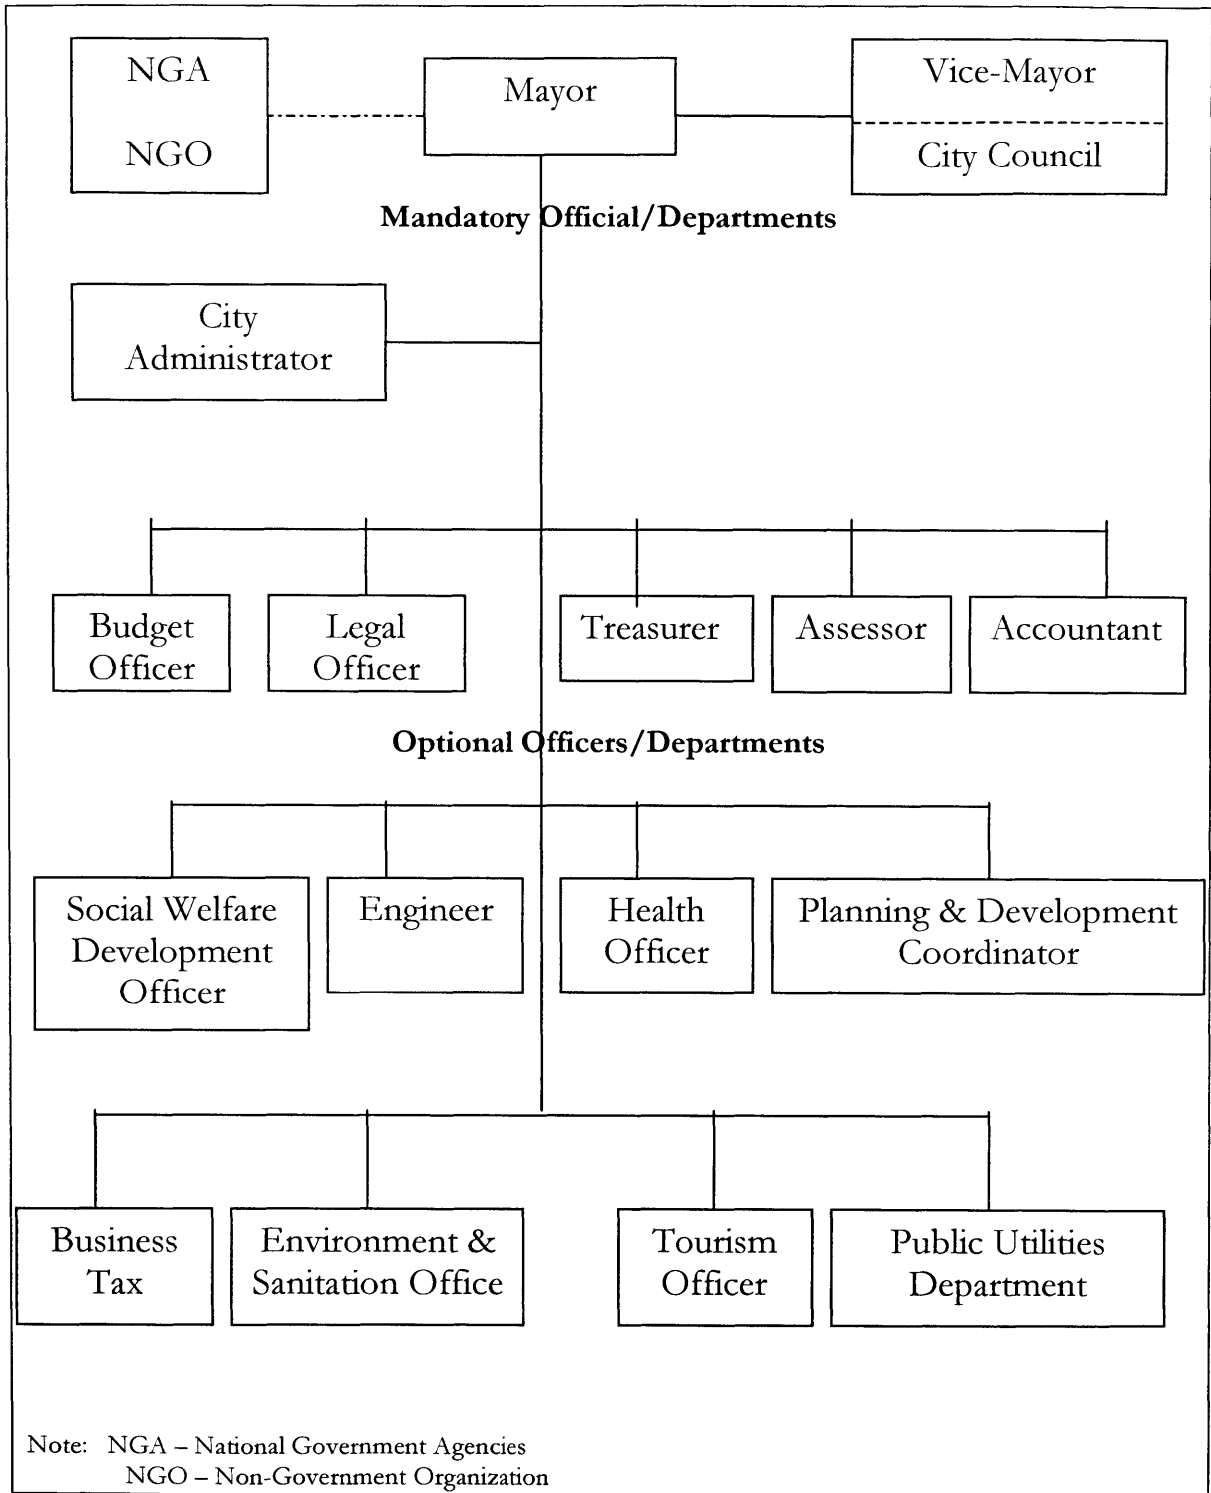 NGA
NGO
Mayor
Vice-Mayor
City Council
Mandatory Official/Departments
City
Administrator
Budget
Officer
Legal
Officer
Treasurer
Assessor
Accountant
Optional Officers/Departments
Social Welfare
Development
Officer
Engineer
Health
Officer
Planning & Development
Coordinator
Business
Tax
Environment &
Sanitation Office
Tourism
Officer
Public Utilities
Department
Note: NGA – National Government Agencies
NGO – Non-Government Organization